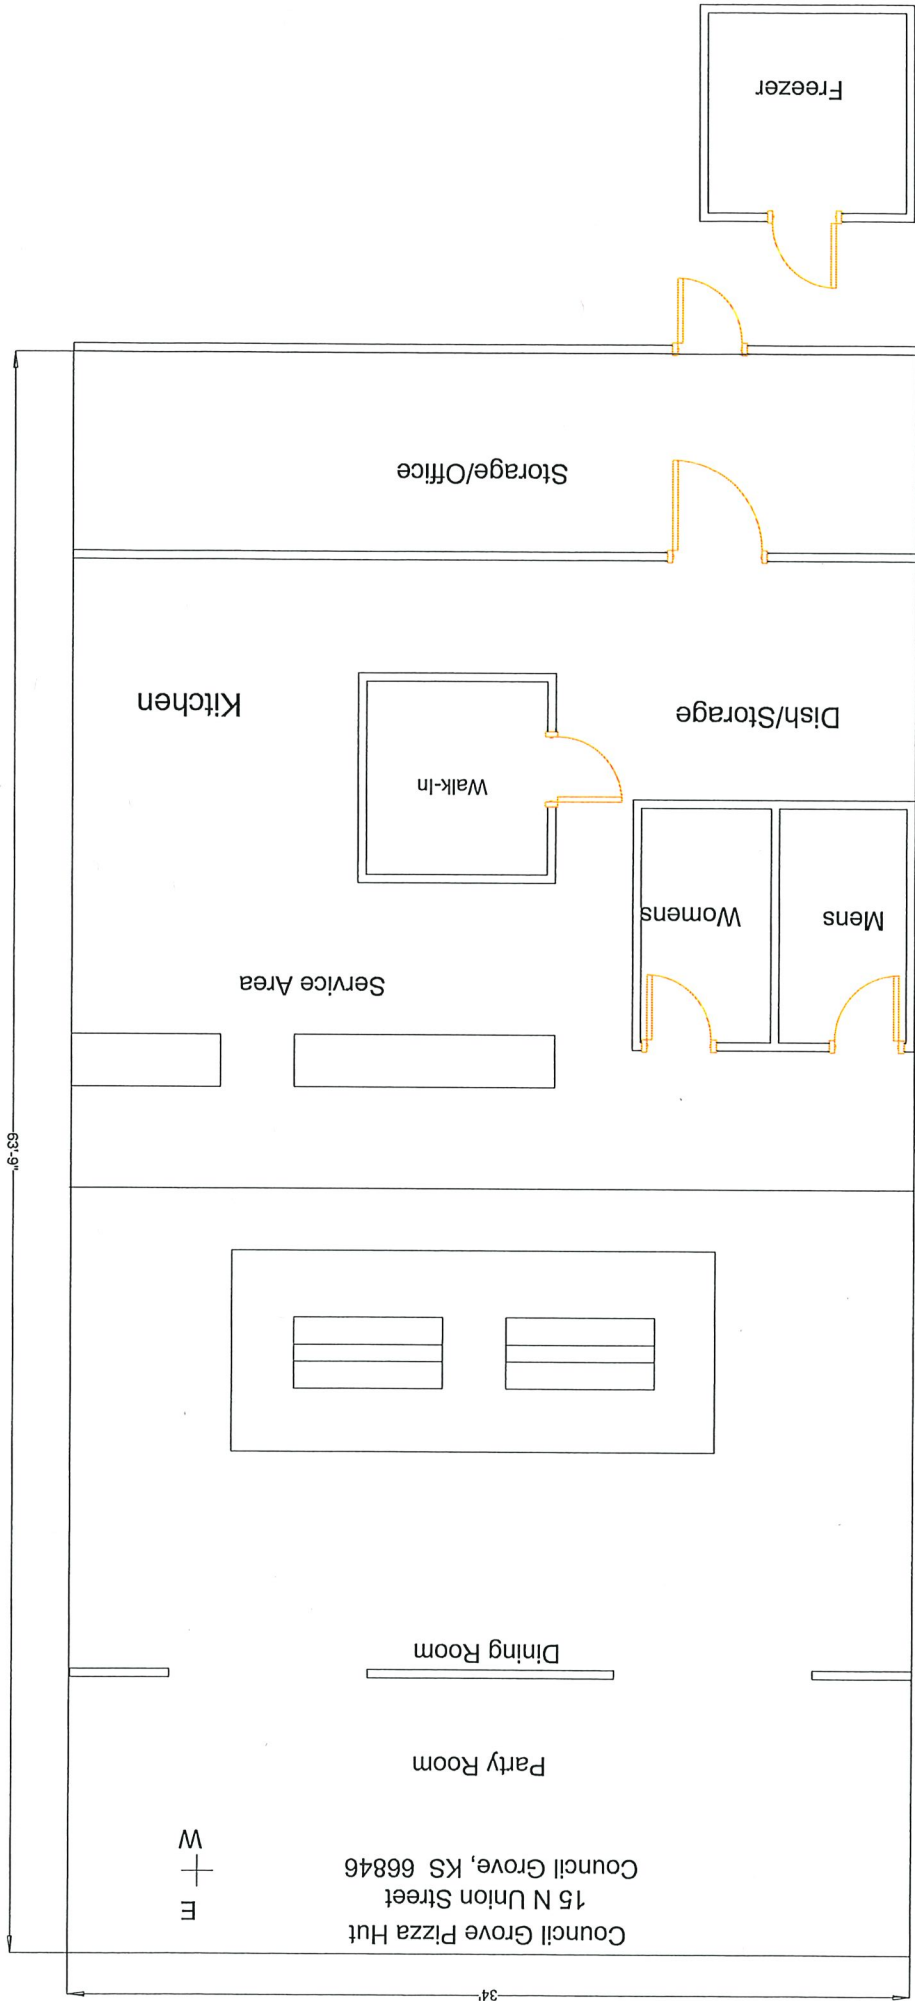 34'
Council Grove Pizza Hut
15 N Union Street
Council Grove, KS 66846
E
W
Party Room
Dining Room
63'-9"
Service Area
Mens
Womens
Walk-In
Dish/Storage
Kitchen
Storage/Office
Freezer